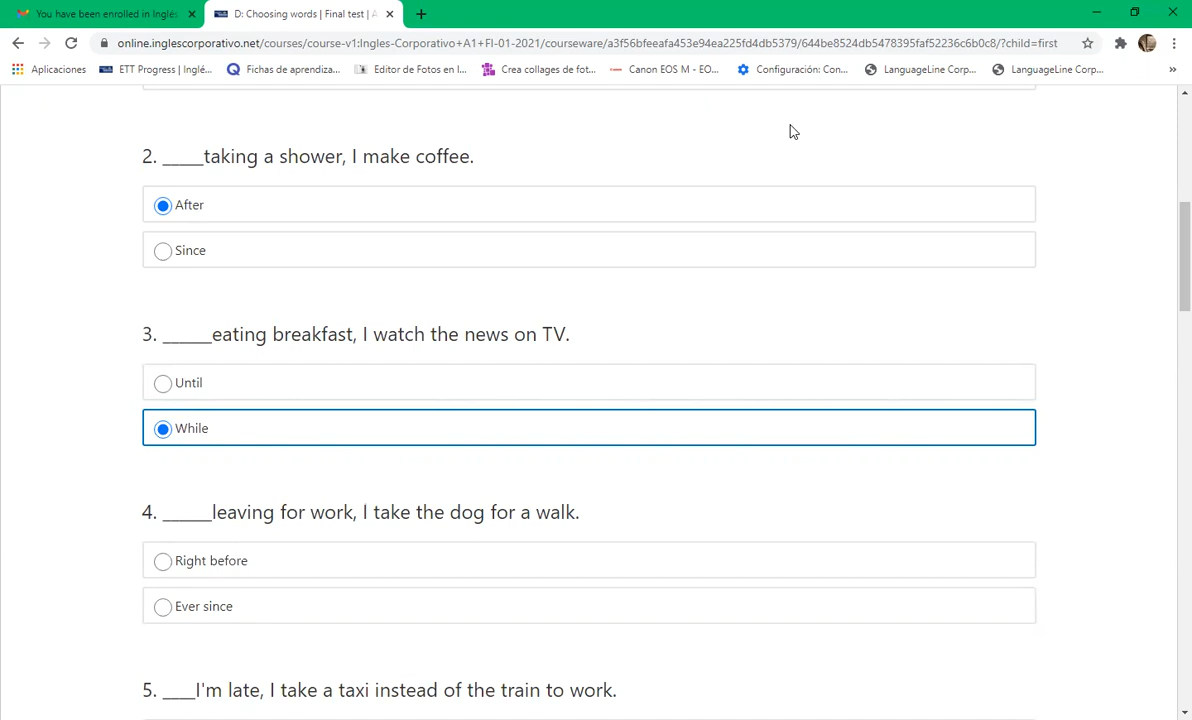 You have been enrolled in Inglés
D: Choosing words | Final test | A
online.inglescorporativo.net/courses/course-v1:Ingles-Corporativo+A1+FI-01-2021/courseware/a3f56bfeeafa453e94ea225fd4db5379/644be8524db5478395faf52236c6b0c8/?child=first
Aplicaciones ETT Progress | Inglé... Fichas de aprendiza... Editor de Fotos en l... Crea collages de fot... Canon EOS M - EO... Configuración: Con... LanguageLine Corp... LanguageLine Corp... »
2. _____taking a shower, I make coffee.
After
Since
3. ______eating breakfast, I watch the news on TV.
Until
While
4. ______leaving for work, I take the dog for a walk.
Right before
Ever since
5. ____I'm late, I take a taxi instead of the train to work.